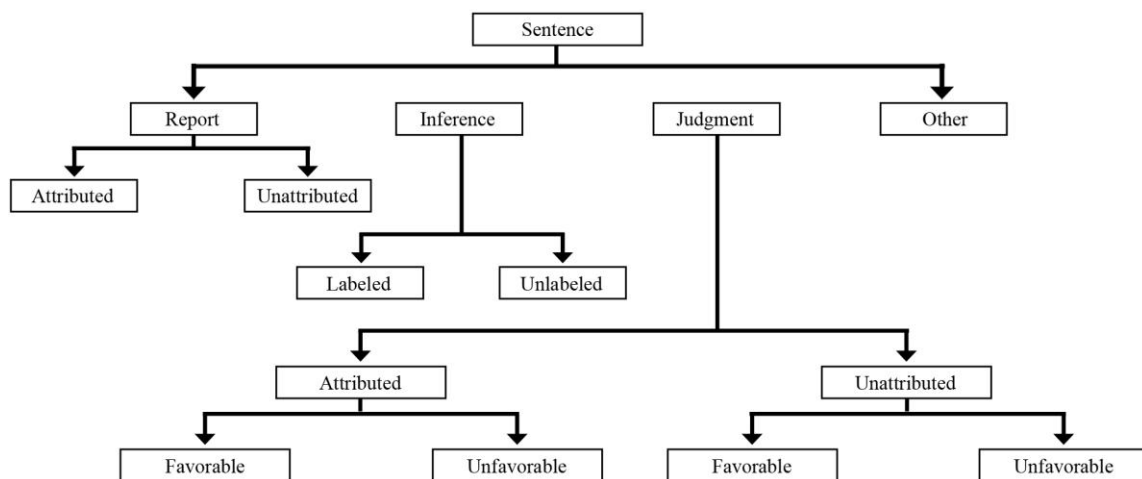 Sentence
Report
Inference
Judgment
Other
Attributed
Unattributed
Labeled
Unlabeled
Attributed
Unattributed
Favorable
Unfavorable
Favorable
Unfavorable